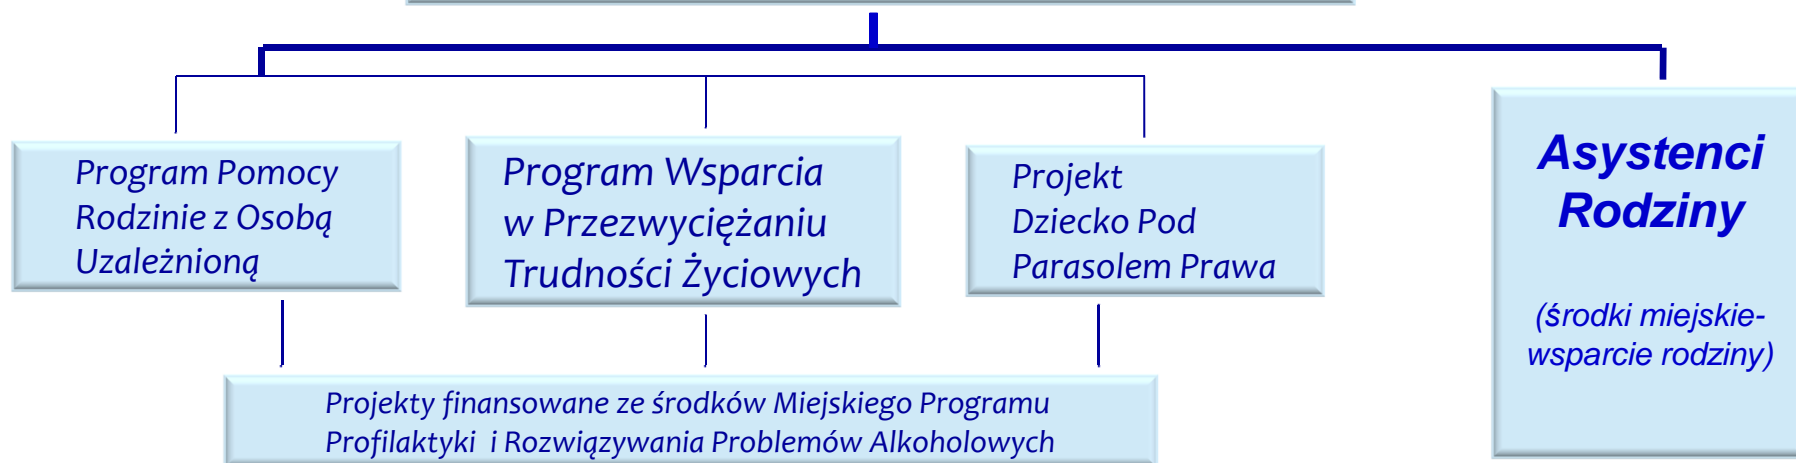 Program Pomocy
Rodzinie z Osobą
Uzależnioną
Program Wsparcia
w Przezwyciężaniu
Trudności Życiowych
Projekt
Dziecko Pod
Parasolem Prawa
Asystenci
Rodziny
(środki miejskie-
wsparcie rodziny)
Projekty finansowane ze środków Miejskiego Programu
Profilaktyki i Rozwiązywania Problemów Alkoholowych